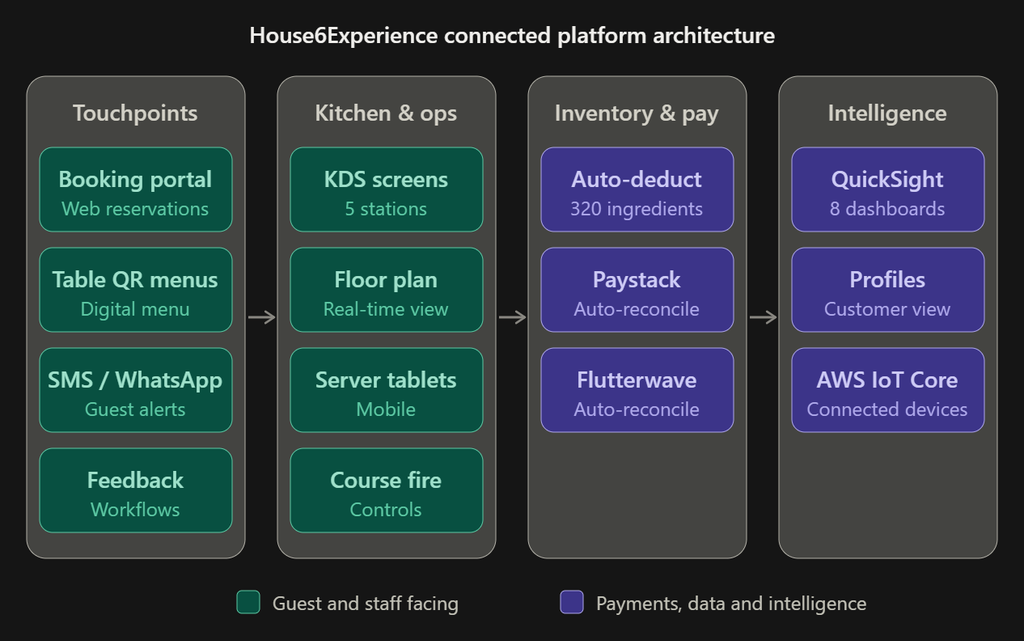 House6Experience connected platform architecture
Touchpoints
Booking portal
Web reservations
Table QR menus
Digital menu
SMS / WhatsApp
Guest alerts
Feedback
Workflows
Kitchen & ops
KDS screens
5 stations
Floor plan
Real-time view
Server tablets
Mobile
Course fire
Controls
Inventory & pay
Auto-deduct
320 ingredients
Paystack
Auto-reconcile
Flutterwave
Auto-reconcile
Intelligence
QuickSight
8 dashboards
Profiles
Customer view
AWS IoT Core
Connected devices
Guest and staff facing
Payments, data and intelligence